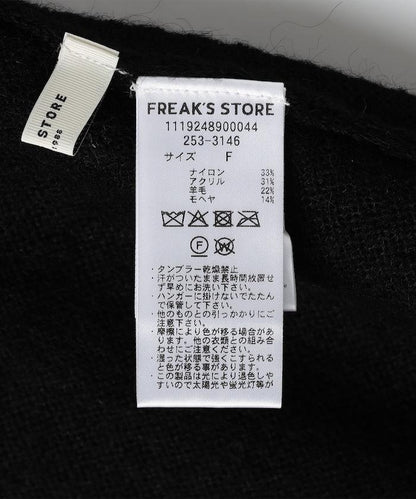 STORE
1986
FREAK'S STORE
1119248900044
253-3146
サイズ F
ナイロン 33%
アクリル 31%
羊毛 22%
モヘヤ 14%
F
W
・タンブラー乾燥禁止
・汗がついたまま長時間放置せ
ず早めにお洗い下さい。
・ハンガーに掛けないでたたん
で保管して下さい。
・他のものとの引っかかりにご
注意下さい。
・摩擦により色が移る場合があ
ります。他の衣類との組み合
わせにご注意ください。
・湿った状態で強くこすられる
と色が移る事があります。
・この製品は光により退色しや
すいので太陽光や蛍光灯等が